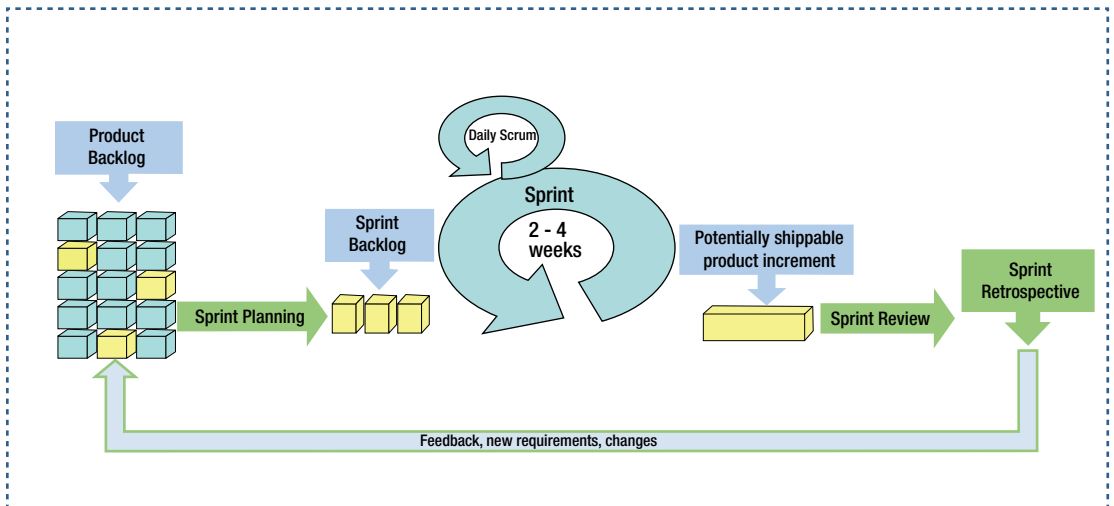 Product
Backlog
Sprint Planning
Sprint
Backlog
Daily Scrum
Sprint
2 - 4
weeks
Potentially shippable
product increment
Sprint Review
Sprint
Retrospective
Feedback, new requirements, changes